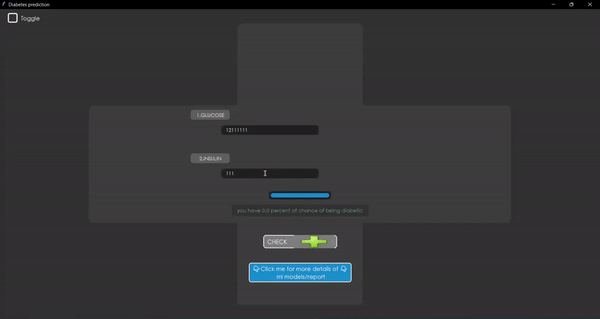 Diabetes prediction
Toggle
1.GLUCOSE
12111111
2.INSULIN
111
you have 0.0 percent of chance of being diabetic
CHECK
Click me for more details of
ml models/report